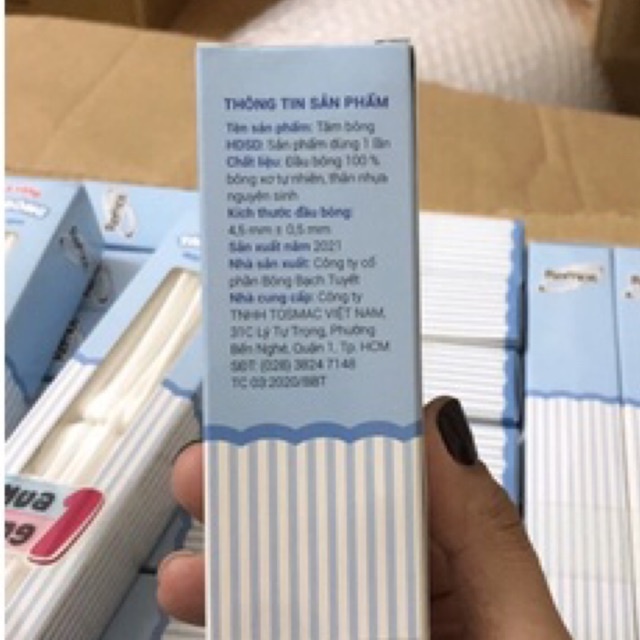 THÔNG TIN SẢN PHẨM
Tên sản phẩm: Tăm bông
HDSD: Sản phẩm dùng 1 lần
Chất liệu: Đầu bông 100 %
bông xơ tự nhiên, thân nhựa
nguyên sinh
Kích thước đầu bông:
4,5 mm ± 0,5 mm
Sản xuất năm 2021
Nhà sản xuất: Công ty cổ
phần Bông Bạch Tuyết
Nhà cung cấp: Công ty
TNHH TOSMAC VIỆT NAM,
31C Lý Tự Trọng, Phường
Bến Nghé, Quận 1, Tp. HCM
SĐT: (028) 3824 7148
TC 03:2020/BBT
Mua
1